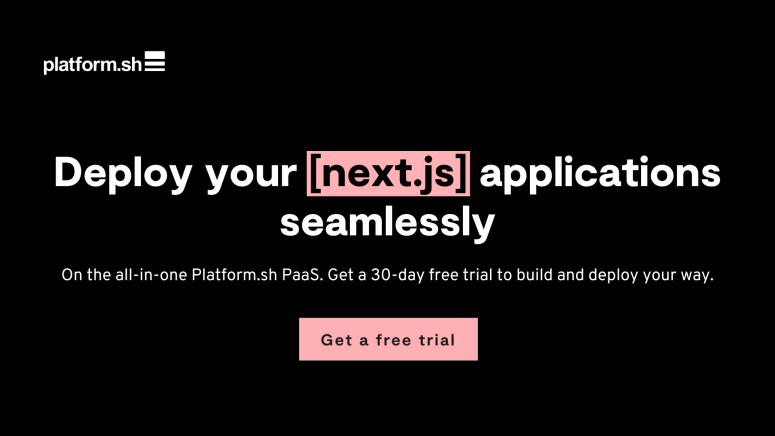 platform.sh
Deploy your [next.js] applications
seamlessly
On the all-in-one Platform.sh PaaS. Get a 30-day free trial to build and deploy your way.
Get a free trial